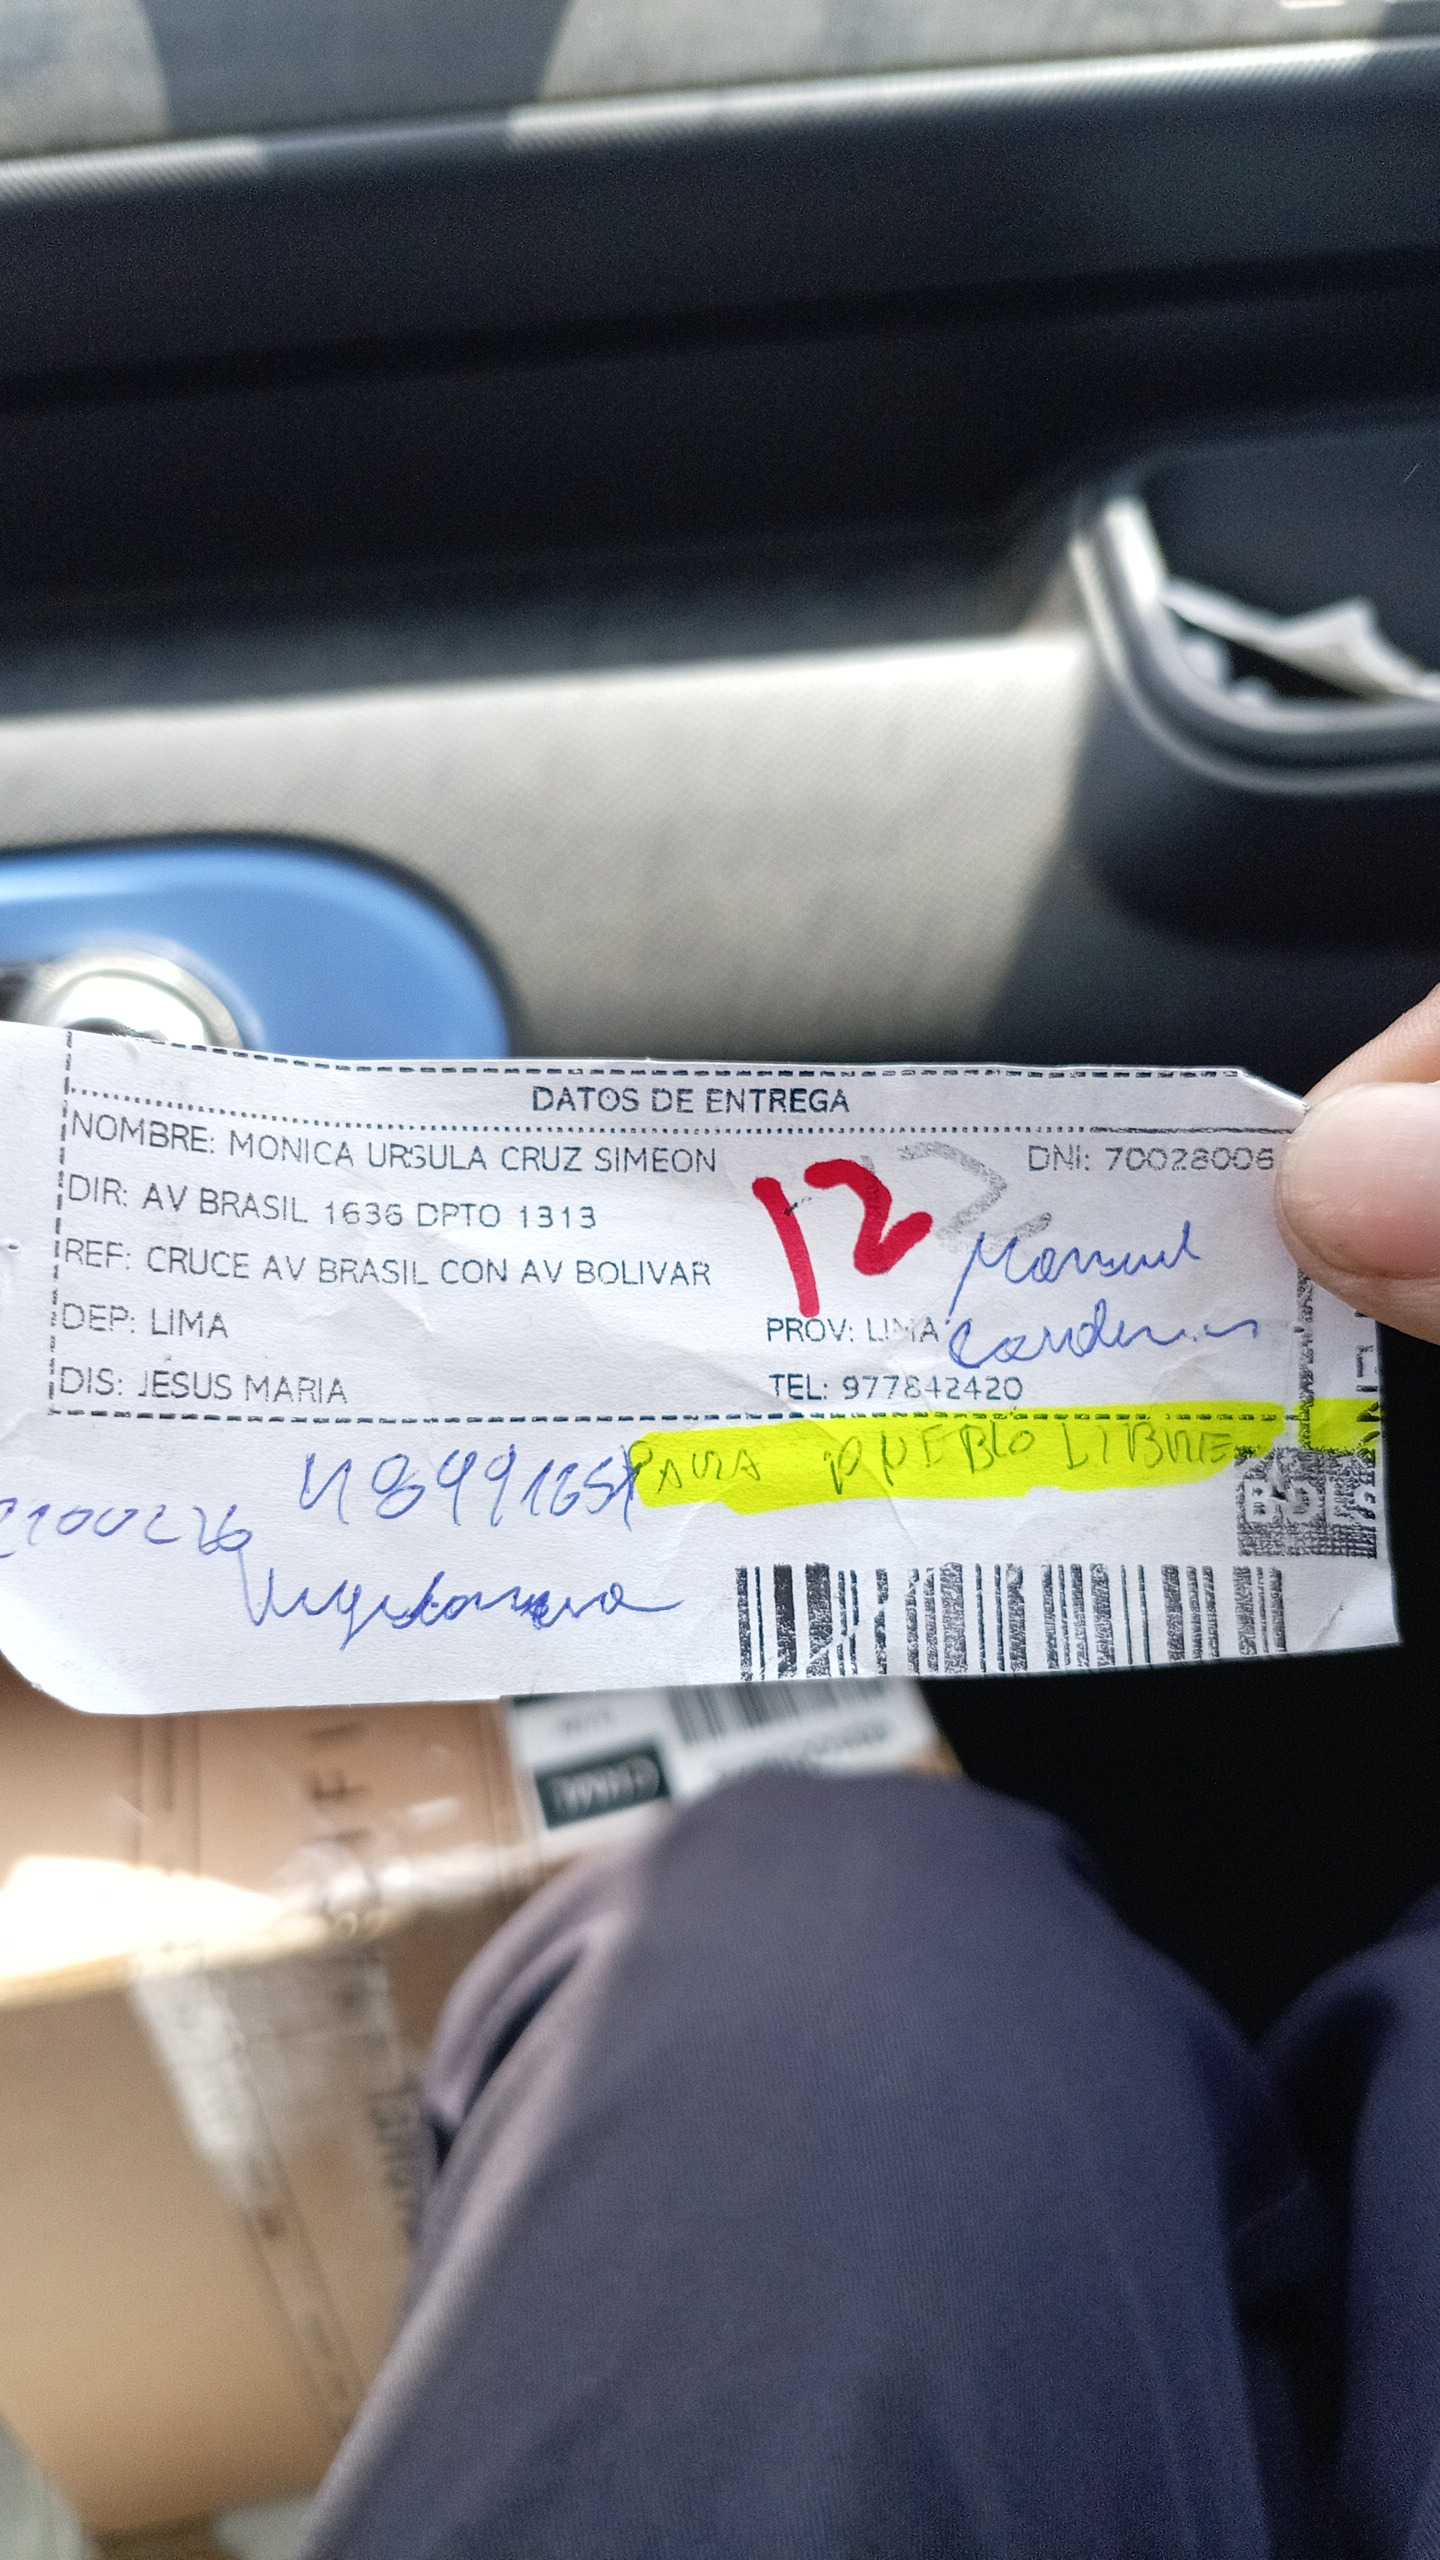 DATOS DE ENTREGA
NOMBRE: MONICA URSULA CRUZ SIMEON
DNI: 70028006
DIR: AV BRASIL 1636 DPTO 1313
12
REF: CRUCE AV BRASIL CON AV BOLIVAR
Manuel
DEP: LIMA
PROV: LIMA
DIS: JESUS MARIA
TEL: 977842420
PARA PUEBLO LIBRE